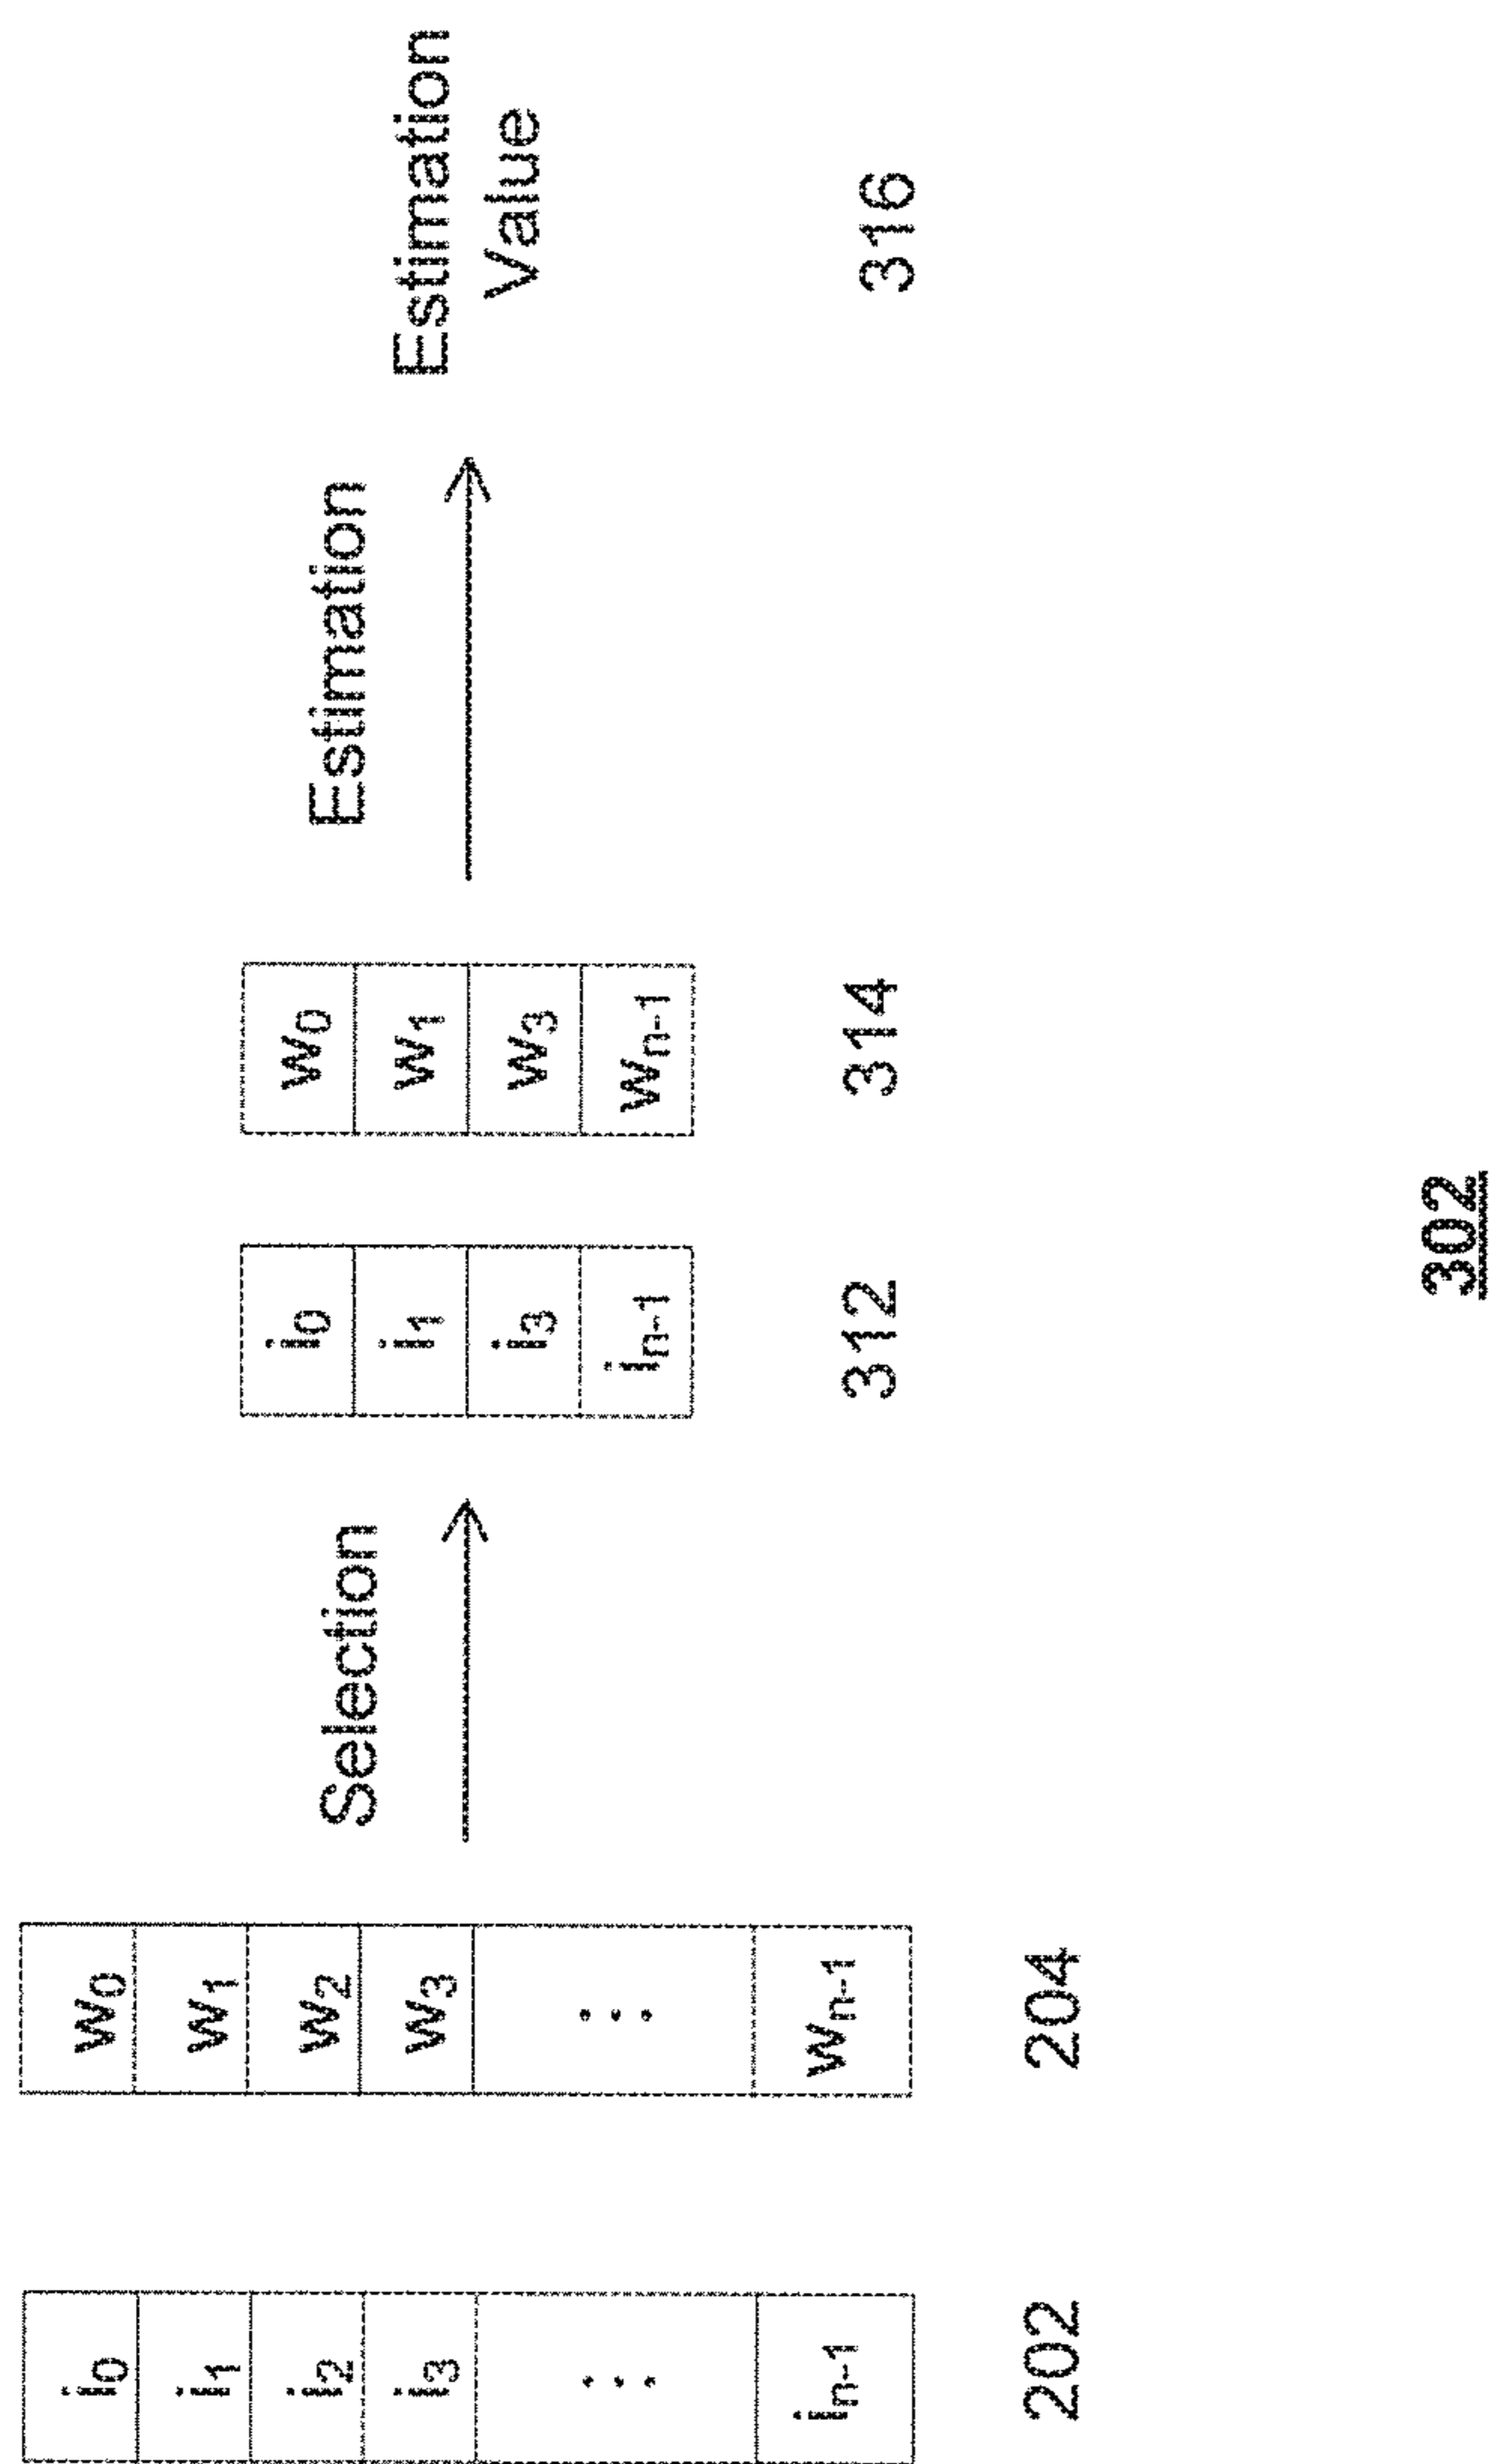 i0
i1
i2
i3
...
in-1
202
w0
w1
w2
w3
...
wn-1
204
Selection
i0
i1
i3
in-1
312
w0
w1
w3
wn-1
314
Estimation
Estimation
Value
316
302